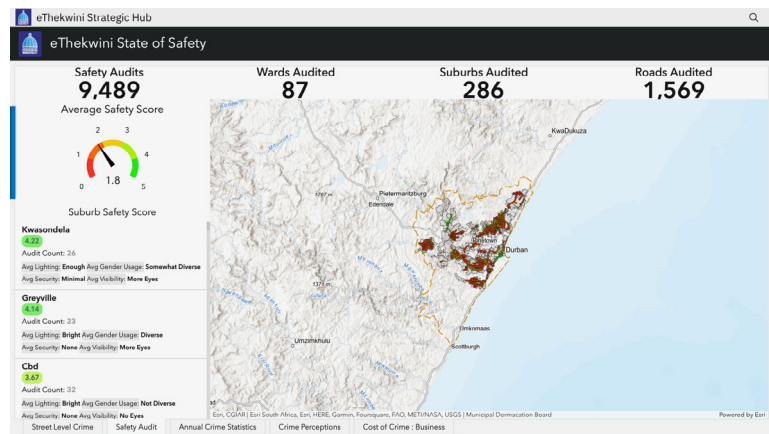 eThekwini Strategic Hub
eThekwini State of Safety
Safety Audits
9,489
Wards Audited
87
Suburbs Audited
286
Roads Audited
1,569
Average Safety Score
0
1
2
3
4
5
1.8
Suburb Safety Score
Kwasondela
4.22
Audit Count: 26
Avg Lighting: Enough Avg Gender Usage: Somewhat Diverse
Avg Security: Minimal Avg Visibility: More Eyes
Greyville
4.14
Audit Count: 23
Avg Lighting: Bright Avg Gender Usage: Diverse
Avg Security: None Avg Visibility: More Eyes
Cbd
3.67
Audit Count: 32
Avg Lighting: Bright Avg Gender Usage: Not Diverse
Avg Security: None Avg Visibility: No Eyes
KwaDukuza
Pietermaritzburg
Edendale
Durban
Umkomaas
Umzimkhulu
Scottburgh
Esri, CGIAR | Esri South Africa, Esri, HERE, Garmin, Foursquare, FAO, METI/NASA, USGS | Municipal Dermacation Board
Powered by Esri
Street Level Crime
Safety Audit
Annual Crime Statistics
Crime Perceptions
Cost of Crime : Business